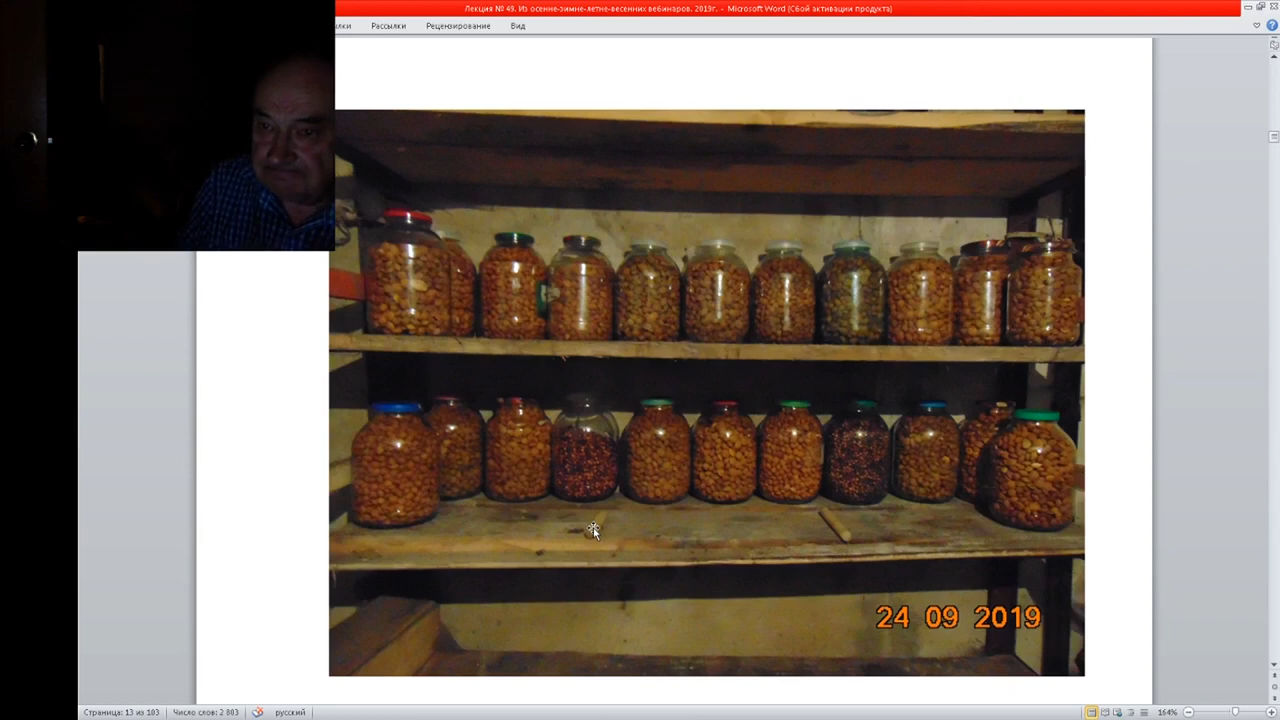 Лекция № 49. Из осенне-зимне-летне-весенних вебинаров. 2019г. - Microsoft Word (Сбой активации продукта)
Рассылки Рецензирование Вид
24 09 2019
Страница: 13 из 103 Число слов: 2 803 русский 164%